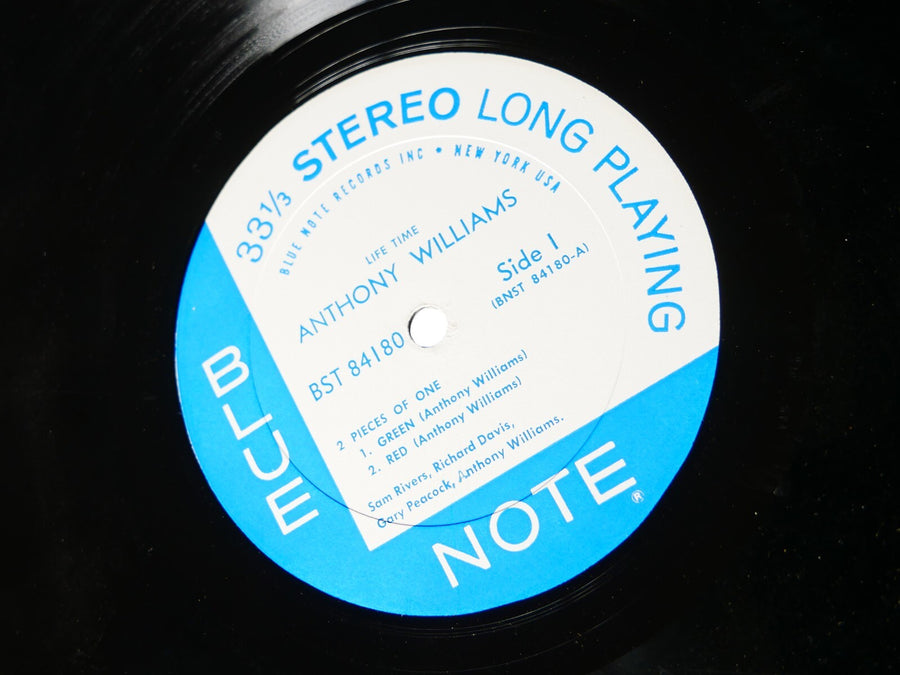 33⅓ STEREO LONG PLAYING
BLUE NOTE RECORDS INC • NEW YORK USA
LIFE TIME
ANTHONY WILLIAMS
Side 1
(BNST 84180-A)
BST 84180
2 PIECES OF ONE
1. GREEN (Anthony Williams)
2. RED (Anthony Williams)
Sam Rivers, Richard Davis,
Gary Peacock, Anthony Williams.
BLUE
NOTE®